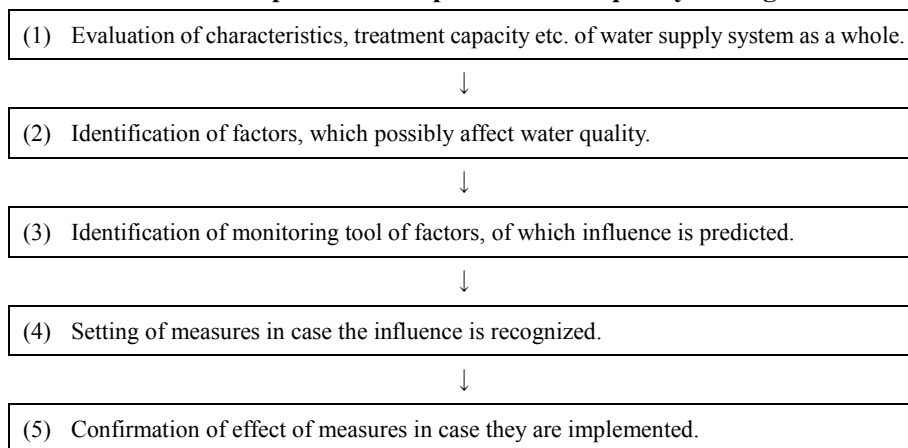 (1) Evaluation of characteristics, treatment capacity etc. of water supply system as a whole.
↓
(2) Identification of factors, which possibly affect water quality.
↓
(3) Identification of monitoring tool of factors, of which influence is predicted.
↓
(4) Setting of measures in case the influence is recognized.
↓
(5) Confirmation of effect of measures in case they are implemented.